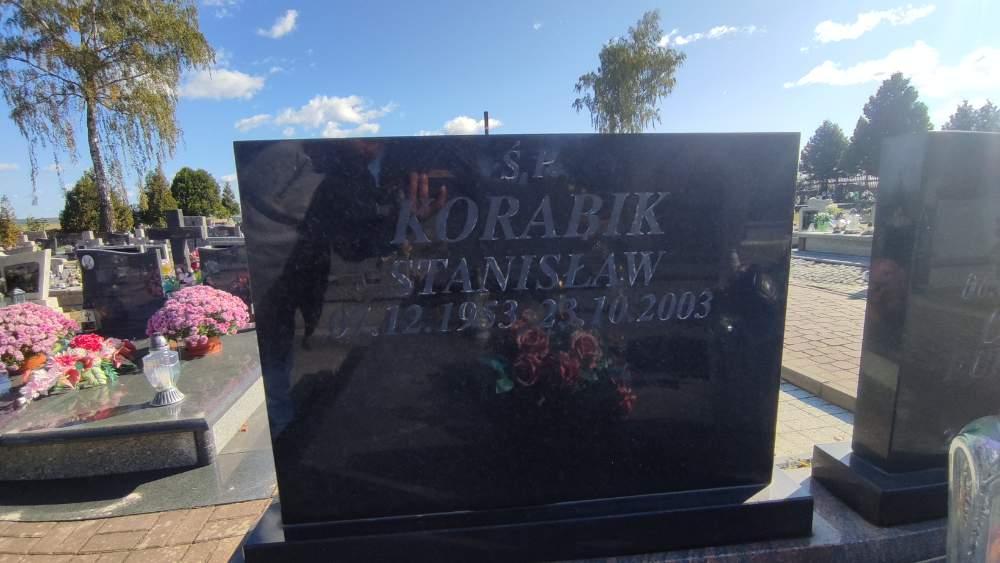 Ś.P.
KORABIK
STANISŁAW
07.12.1953 23.10.2003